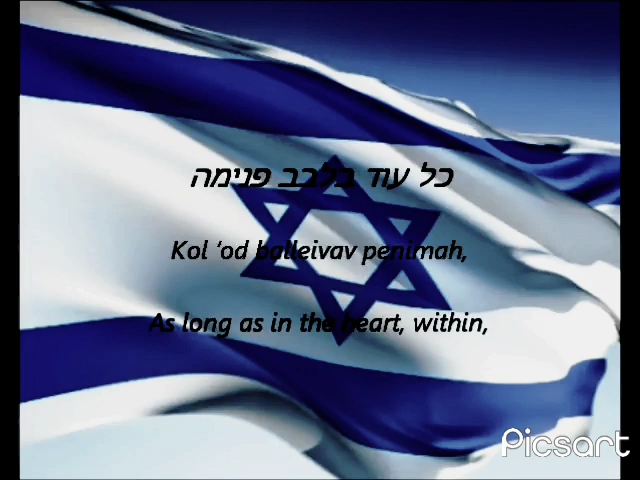 כל עוד בלבב פנימה
Kol ‘od balleivav penimah,
As long as in the heart, within,
Picsart